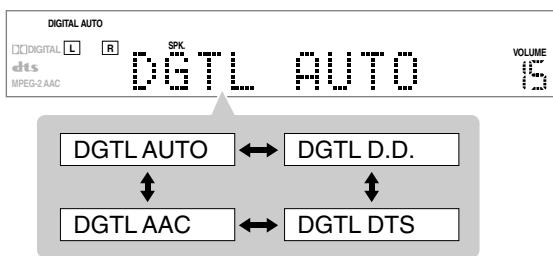 DIGITAL AUTO
DIGITAL L R SPK.
dts
MPEG-2 AAC
DGTL AUTO
VOLUME
15
DGTL AUTO DGTL D.D.
DGTL AAC DGTL DTS